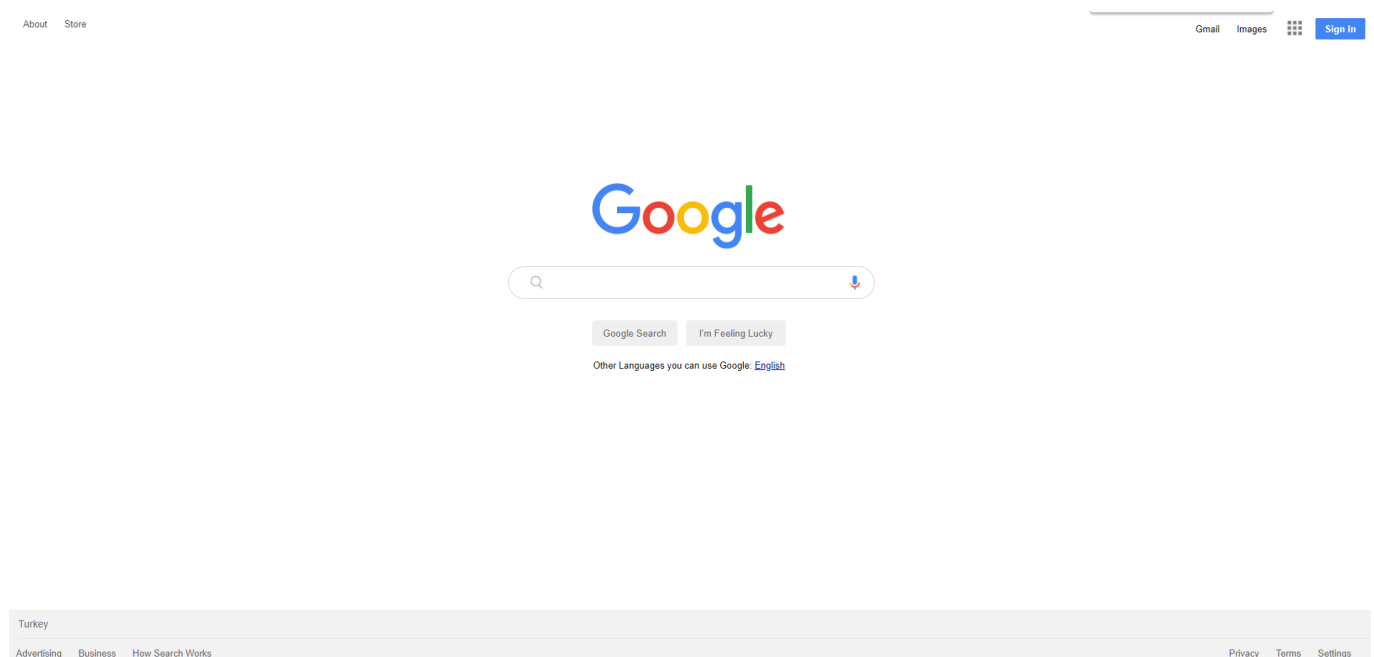 About Store
Gmail Images Sign In
Google
Google Search I'm Feeling Lucky
Other Languages you can use Google: English
Turkey
Advertising Business How Search Works
Privacy Terms Settings